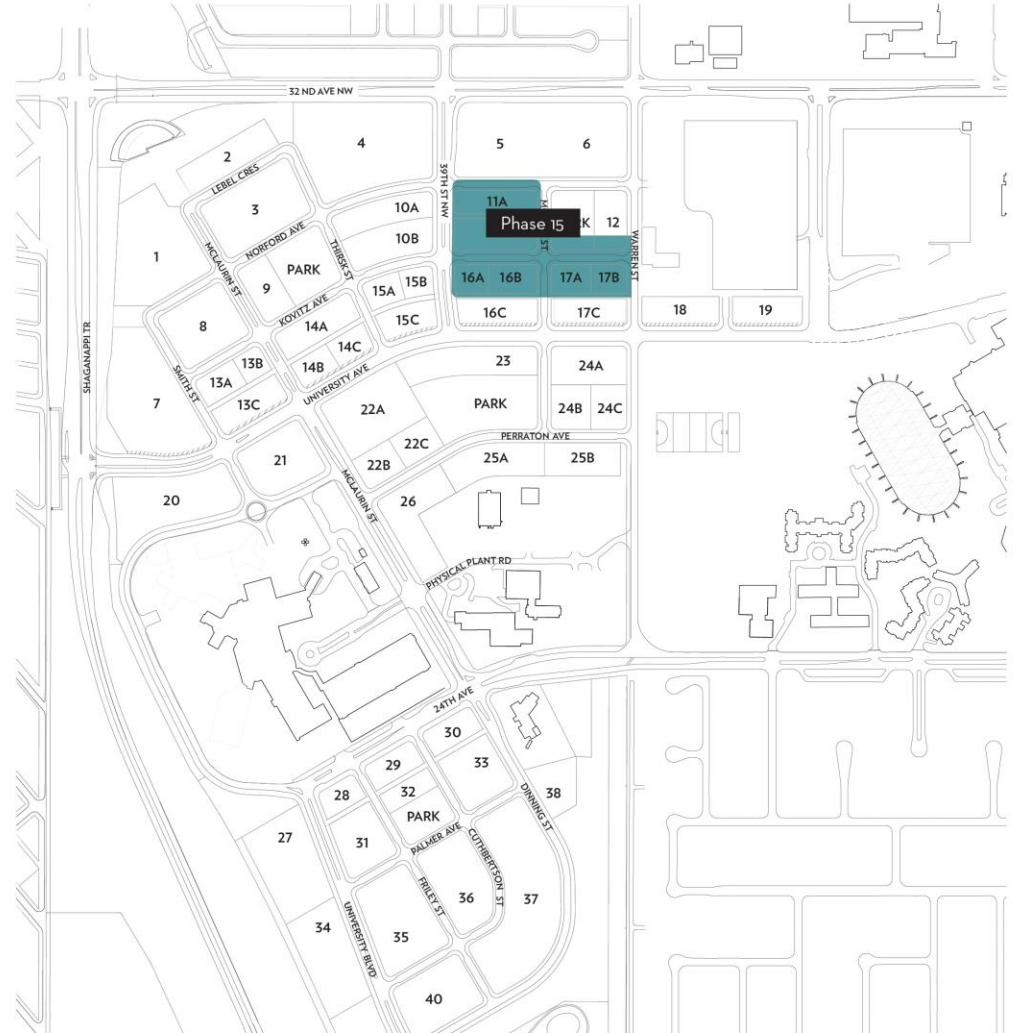 32 ND AVE NW
4
5
6
2
LEBEL CRES
39TH ST NW
3
10A
11A
Phase 15
12
10B
NORFORD AVE
MCLAURIN ST
THIRSK ST
WARREN ST
1
PARK
9
16A
16B
17A
17B
15A
15B
KOVITZ AVE
18
19
16C
17C
15C
8
14A
SHAGANAPPI TR
14C
13B
14B
23
24A
13A
SMITH ST
UNIVERSITY AVE
7
13C
22A
PARK
24B
24C
PERRATON AVE
22C
21
22B
25A
25B
MCLAURIN ST
20
26
PHYSICAL PLANT RD
24TH AVE
30
29
33
32
28
38
DINNING ST
PARK
27
31
PALMER AVE
CUTHBERTSON ST
FRILEY ST
36
37
34
UNIVERSITY BLVD
35
40